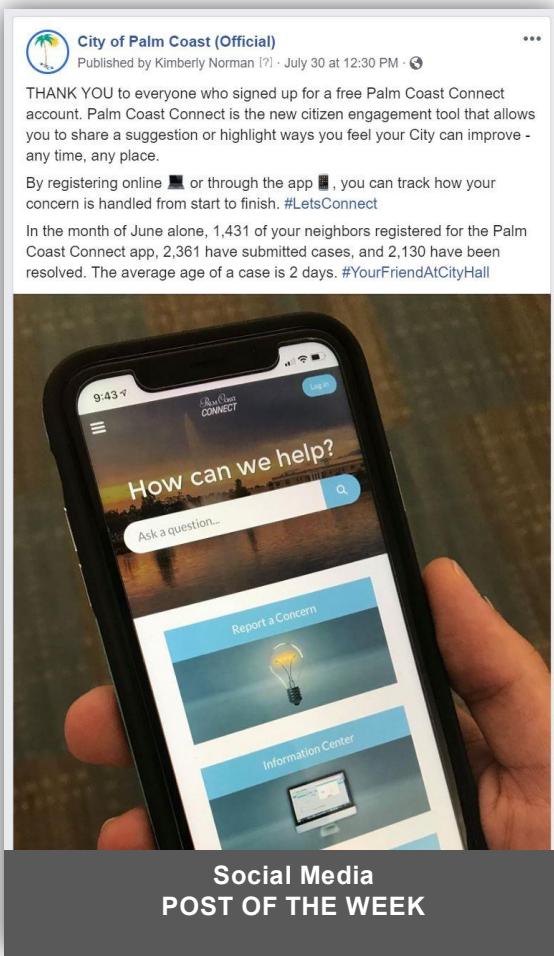 City of Palm Coast (Official)
Published by Kimberly Norman [?] · July 30 at 12:30 PM ·
THANK YOU to everyone who signed up for a free Palm Coast Connect
account. Palm Coast Connect is the new citizen engagement tool that allows
you to share a suggestion or highlight ways you feel your City can improve -
any time, any place.
By registering online 💻 or through the app 📱, you can track how your
concern is handled from start to finish. #LetsConnect
In the month of June alone, 1,431 of your neighbors registered for the Palm
Coast Connect app, 2,361 have submitted cases, and 2,130 have been
resolved. The average age of a case is 2 days. #YourFriendAtCityHall
9:43
Palm Coast
CONNECT
Log in
How can we help?
Ask a question...
Report a Concern
Information Center
Social Media
POST OF THE WEEK